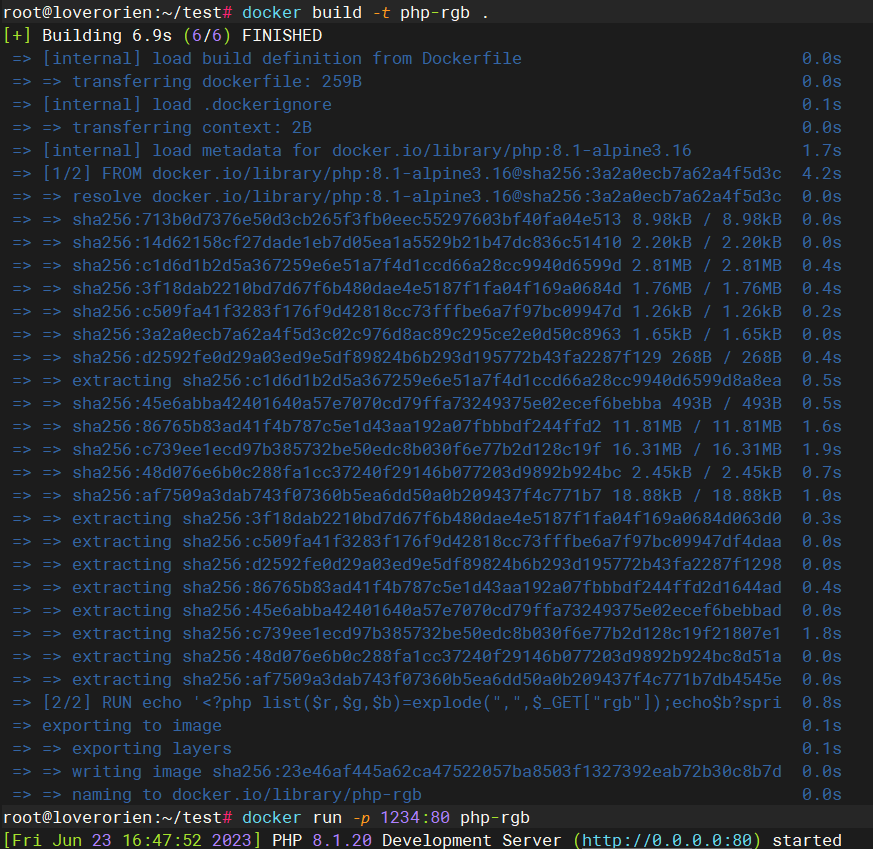 root@loverorien:~/test# docker build -t php-rgb .
[+] Building 6.9s (6/6) FINISHED
=> [internal] load build definition from Dockerfile 0.0s
=> => transferring dockerfile: 259B 0.0s
=> [internal] load .dockerignore 0.1s
=> => transferring context: 2B 0.0s
=> [internal] load metadata for docker.io/library/php:8.1-alpine3.16 1.7s
=> [1/2] FROM docker.io/library/php:8.1-alpine3.16@sha256:3a2a0ecb7a62a4f5d3c 4.2s
=> => resolve docker.io/library/php:8.1-alpine3.16@sha256:3a2a0ecb7a62a4f5d3c 0.0s
=> => sha256:713b0d7376e50d3cb265f3fb0eec55297603bf40fa04e513 8.98kB / 8.98kB 0.0s
=> => sha256:14d62158cf27dade1eb7d05ea1a5529b21b47dc836c51410 2.20kB / 2.20kB 0.0s
=> => sha256:c1d6d1b2d5a367259e6e51a7f4d1ccd66a28cc9940d6599d 2.81MB / 2.81MB 0.4s
=> => sha256:3f18dab2210bd7d67f6b480dae4e5187f1fa04f169a0684d 1.76MB / 1.76MB 0.4s
=> => sha256:c509fa41f3283f176f9d42818cc73fffbe6a7f97bc09947d 1.26kB / 1.26kB 0.2s
=> => sha256:3a2a0ecb7a62a4f5d3c02c976d8ac89c295ce2e0d50c8963 1.65kB / 1.65kB 0.0s
=> => sha256:d2592fe0d29a03ed9e5df89824b6b293d195772b43fa2287f129 268B / 268B 0.4s
=> => extracting sha256:c1d6d1b2d5a367259e6e51a7f4d1ccd66a28cc9940d6599d8a8ea 0.5s
=> => sha256:45e6abba42401640a57e7070cd79ffa73249375e02ecef6bebba 493B / 493B 0.5s
=> => sha256:86765b83ad41f4b787c5e1d43aa192a07fbbbdf244ffd2 11.81MB / 11.81MB 1.6s
=> => sha256:c739ee1ecd97b385732be50edc8b030f6e77b2d128c19f 16.31MB / 16.31MB 1.9s
=> => sha256:48d076e6b0c288fa1cc37240f29146b077203d9892b924bc 2.45kB / 2.45kB 0.7s
=> => sha256:af7509a3dab743f07360b5ea6dd50a0b209437f4c771b7 18.88kB / 18.88kB 1.0s
=> => extracting sha256:3f18dab2210bd7d67f6b480dae4e5187f1fa04f169a0684d063d0 0.3s
=> => extracting sha256:c509fa41f3283f176f9d42818cc73fffbe6a7f97bc09947df4daa 0.0s
=> => extracting sha256:d2592fe0d29a03ed9e5df89824b6b293d195772b43fa2287f1298 0.0s
=> => extracting sha256:86765b83ad41f4b787c5e1d43aa192a07fbbbdf244ffd2d1644ad 0.4s
=> => extracting sha256:45e6abba42401640a57e7070cd79ffa73249375e02ecef6bebbad 0.0s
=> => extracting sha256:c739ee1ecd97b385732be50edc8b030f6e77b2d128c19f21807e1 1.8s
=> => extracting sha256:48d076e6b0c288fa1cc37240f29146b077203d9892b924bc8d51a 0.0s
=> => extracting sha256:af7509a3dab743f07360b5ea6dd50a0b209437f4c771b7db4545e 0.0s
=> [2/2] RUN echo '<?php list($r,$g,$b)=explode(",",$_GET["rgb"]);echo$b?spri 0.8s
=> exporting to image 0.1s
=> => exporting layers 0.1s
=> => writing image sha256:23e46af445a62ca47522057ba8503f1327392eab72b30c8b7d 0.0s
=> => naming to docker.io/library/php-rgb 0.0s
root@loverorien:~/test# docker run -p 1234:80 php-rgb
[Fri Jun 23 16:47:52 2023] PHP 8.1.20 Development Server (http://0.0.0.0:80) started